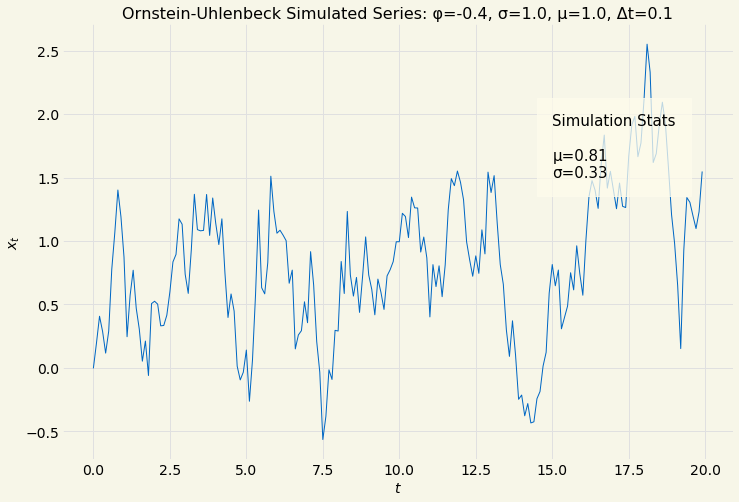 Ornstein-Uhlenbeck Simulated Series: φ=-0.4, σ=1.0, μ=1.0, Δt=0.1
2.5
2.0
1.5
1.0
0.5
0.0
−0.5
x_t
Simulation Stats
μ=0.81
σ=0.33
0.0 2.5 5.0 7.5 10.0 12.5 15.0 17.5 20.0
t